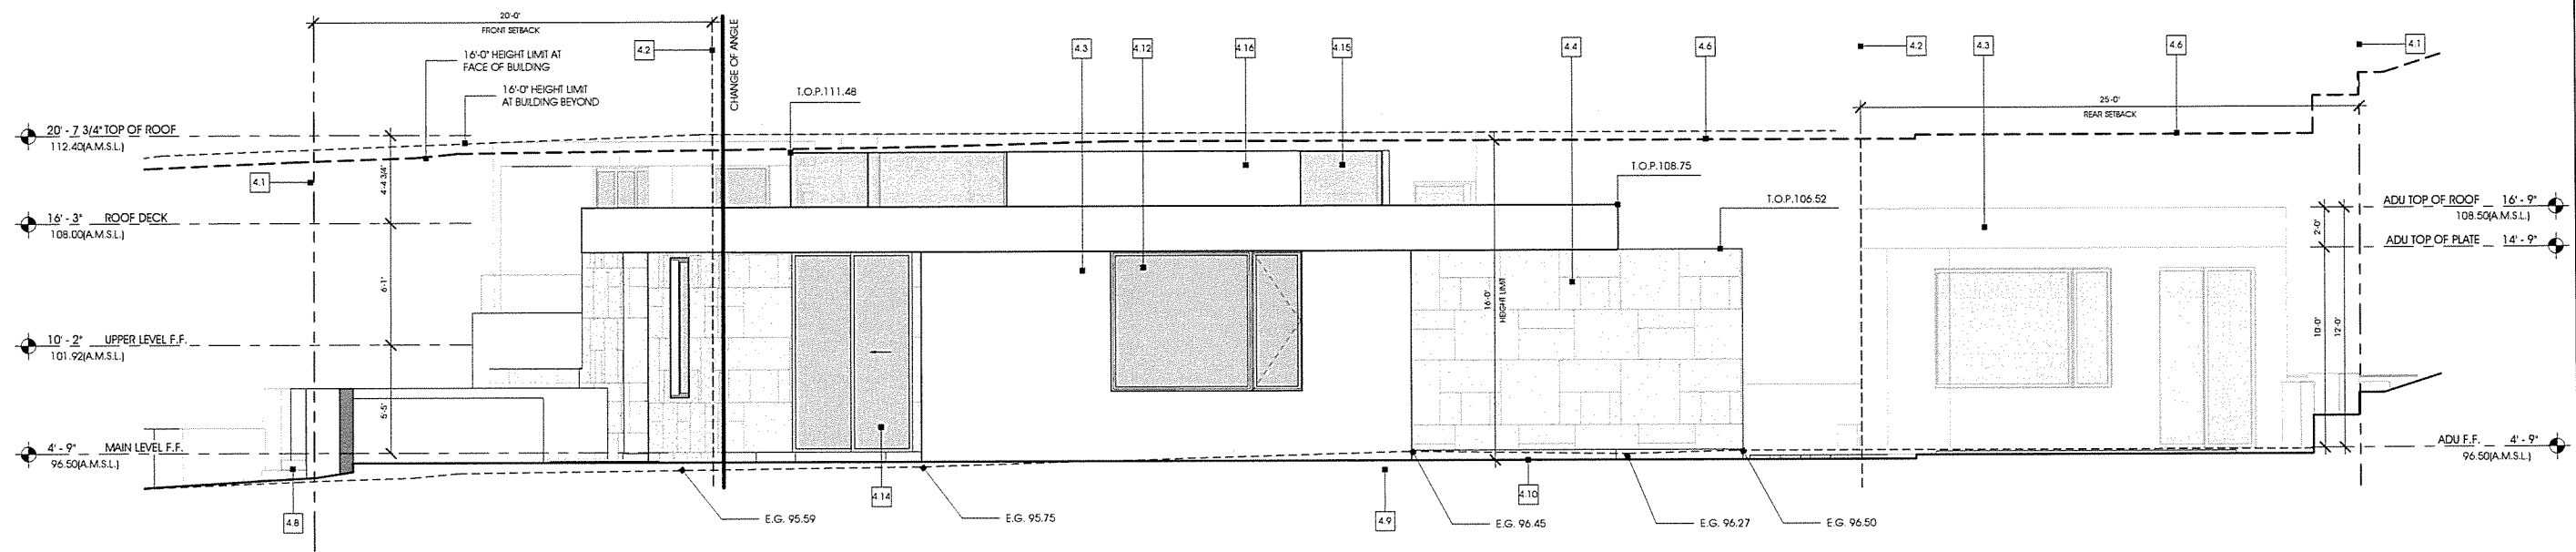 20'-0"
FRONT SETBACK
4.2
CHANGE OF ANGLE
16'-0" HEIGHT LIMIT AT
FACE OF BUILDING
16'-0" HEIGHT LIMIT
AT BUILDING BEYOND
T.O.P.111.48
4.3
4.12
4.16
4.15
4.4
4.6
4.2
4.3
4.6
4.1
25'-0"
REAR SETBACK
20' - 7 3/4" TOP OF ROOF
112.40(A.M.S.L.)
4.1
4'-4 3/4"
T.O.P.108.75
T.O.P.106.52
16' - 3" ROOF DECK
108.00(A.M.S.L.)
ADU TOP OF ROOF 16' - 9"
108.50(A.M.S.L.)
2'-0"
ADU TOP OF PLATE 14' - 9"
6'-1"
16'-0"
HEIGHT LIMIT
10'-0"
12'-0"
10' - 2" UPPER LEVEL F.F.
101.92(A.M.S.L.)
5'-5"
4' - 9" MAIN LEVEL F.F.
96.50(A.M.S.L.)
ADU F.F. 4' - 9"
96.50(A.M.S.L.)
4.8
4.14
4.9
4.10
E.G. 95.59
E.G. 95.75
E.G. 96.45
E.G. 96.27
E.G. 96.50